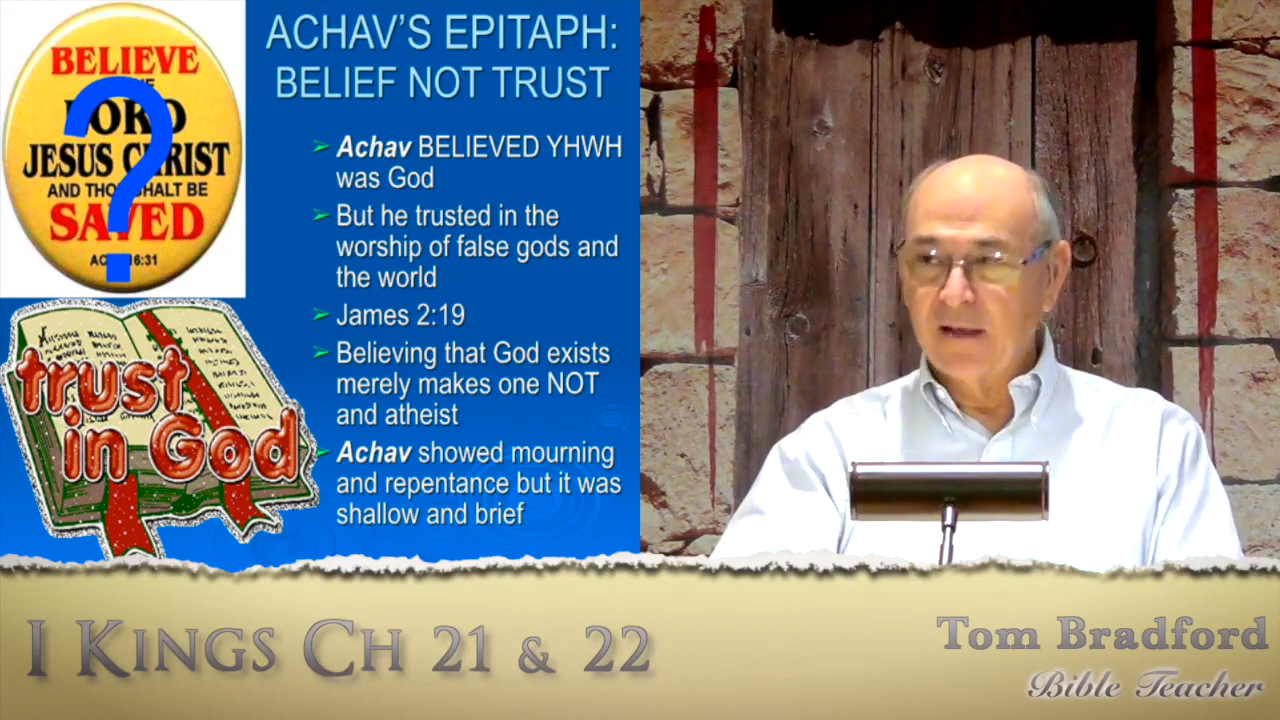 BELIEVE
JESUS CHRIST
AND THOU SHALT BE
SAVED
16:31
trust
in God
ACHAV'S EPITAPH:
BELIEF NOT TRUST
➢ Achav BELIEVED YHWH
was God
➢ But he trusted in the
worship of false gods and
the world
➢ James 2:19
➢ Believing that God exists
merely makes one NOT
and atheist
➢ Achav showed mourning
and repentance but it was
shallow and brief
I KINGS CH 21 & 22
Tom Bradford
Bible Teacher